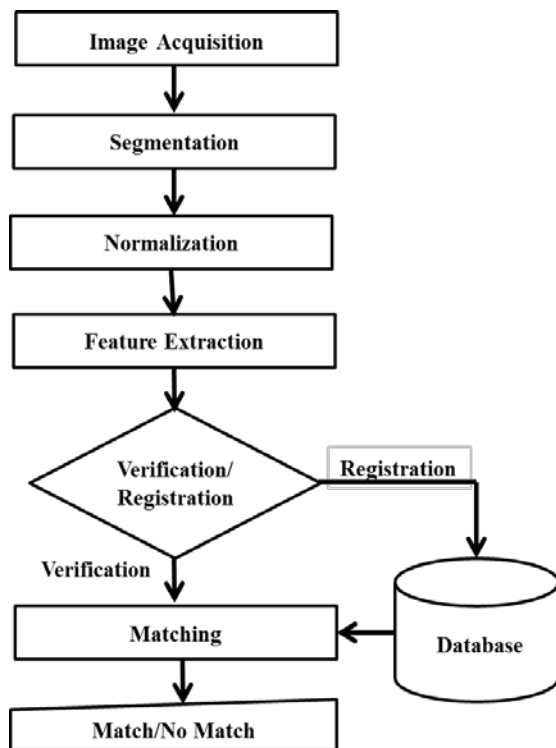 Image Acquisition
Segmentation
Normalization
Feature Extraction
Verification/
Registration
Registration
Verification
Matching
Database
Match/No Match